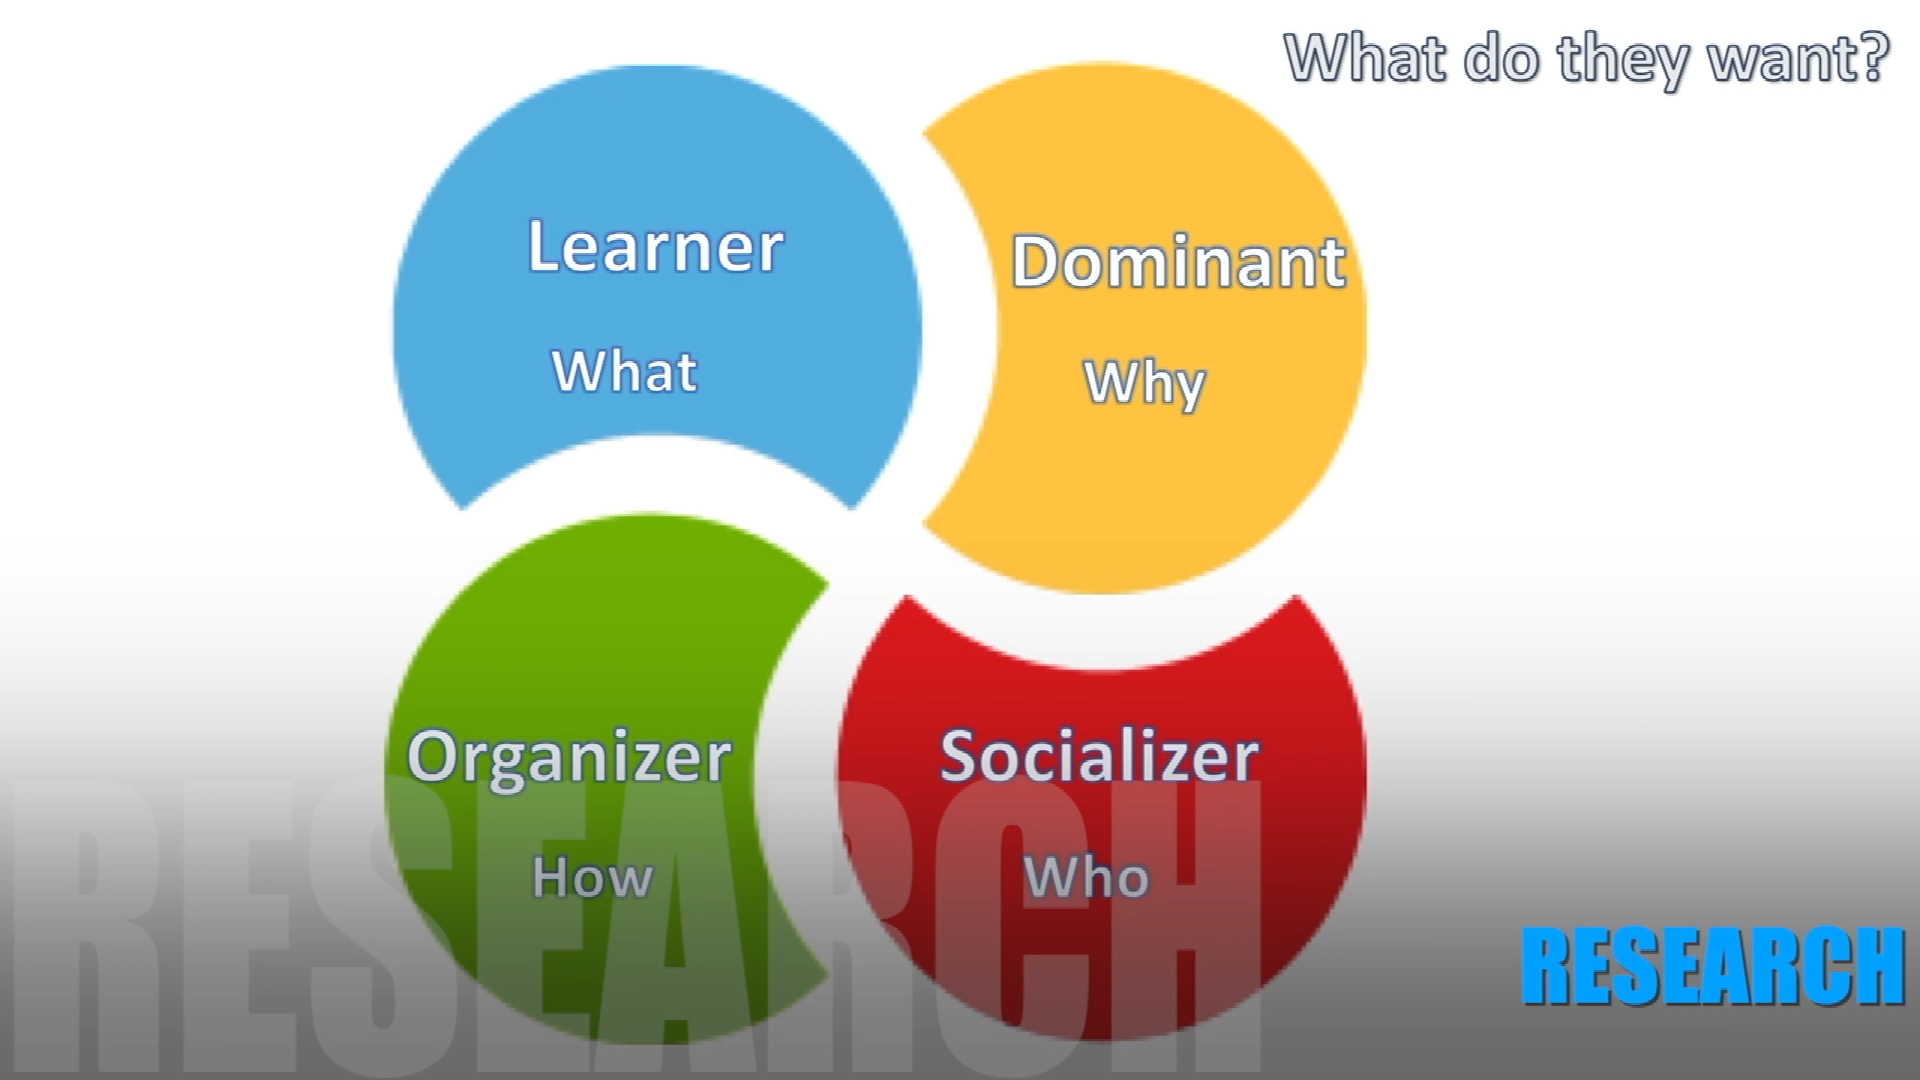 What do they want?
Learner
What
Dominant
Why
Organizer
How
Socializer
Who
RESEARCH
RESEARCH